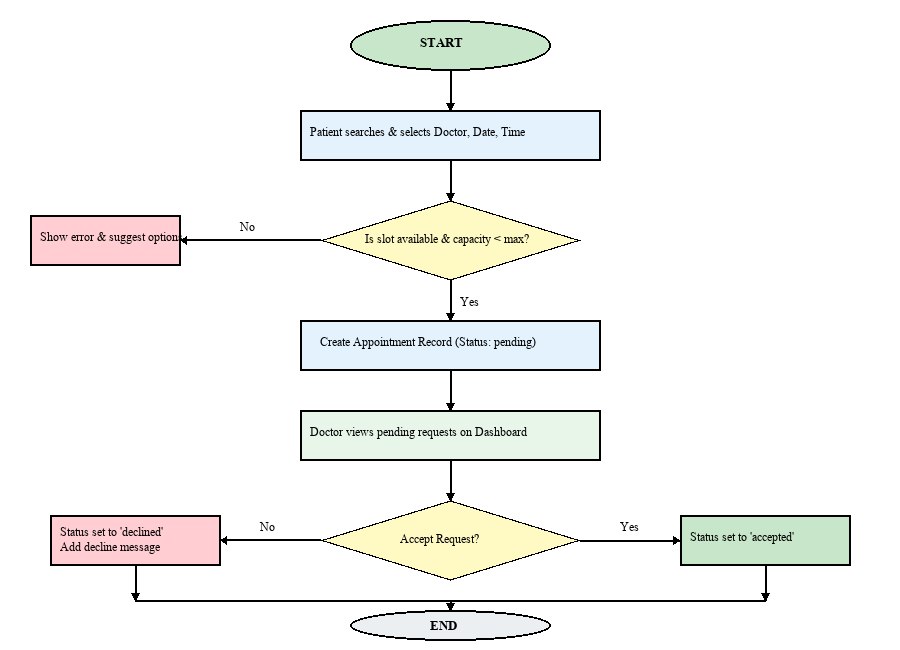 START
Patient searches & selects Doctor, Date, Time
Is slot available & capacity < max?
No
Show error & suggest options
Yes
Create Appointment Record (Status: pending)
Doctor views pending requests on Dashboard
Accept Request?
No
Status set to 'declined'
Add decline message
Yes
Status set to 'accepted'
END